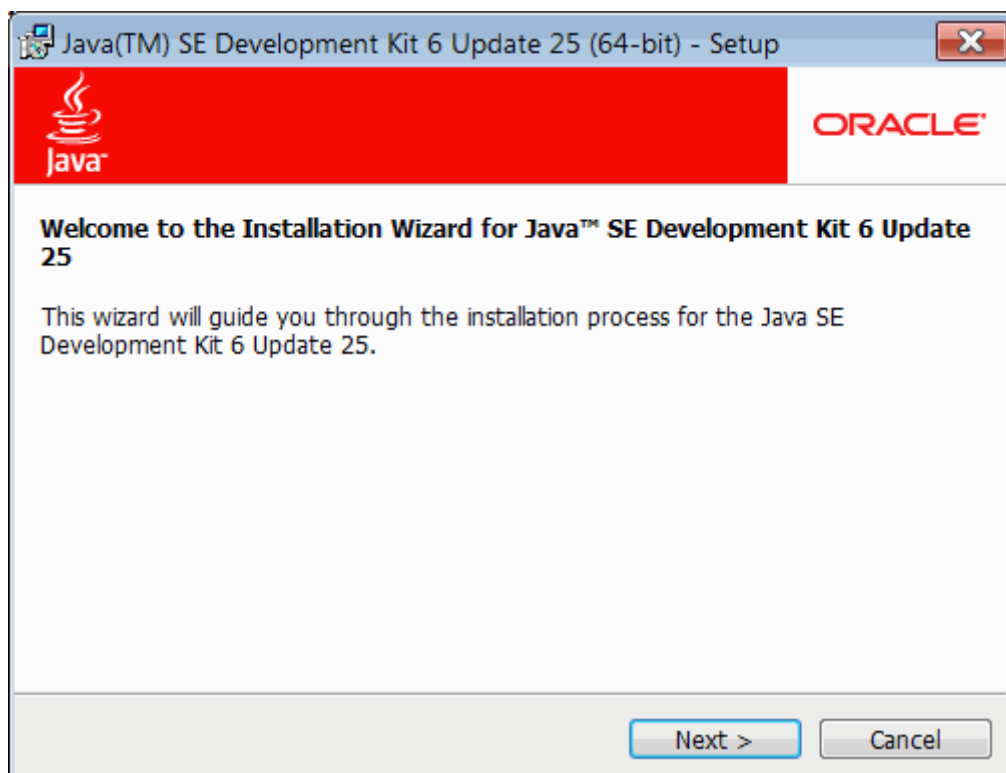 Java(TM) SE Development Kit 6 Update 25 (64-bit) - Setup
Java™
ORACLE®
Welcome to the Installation Wizard for Java™ SE Development Kit 6 Update
25
This wizard will guide you through the installation process for the Java SE
Development Kit 6 Update 25.
Next >
Cancel